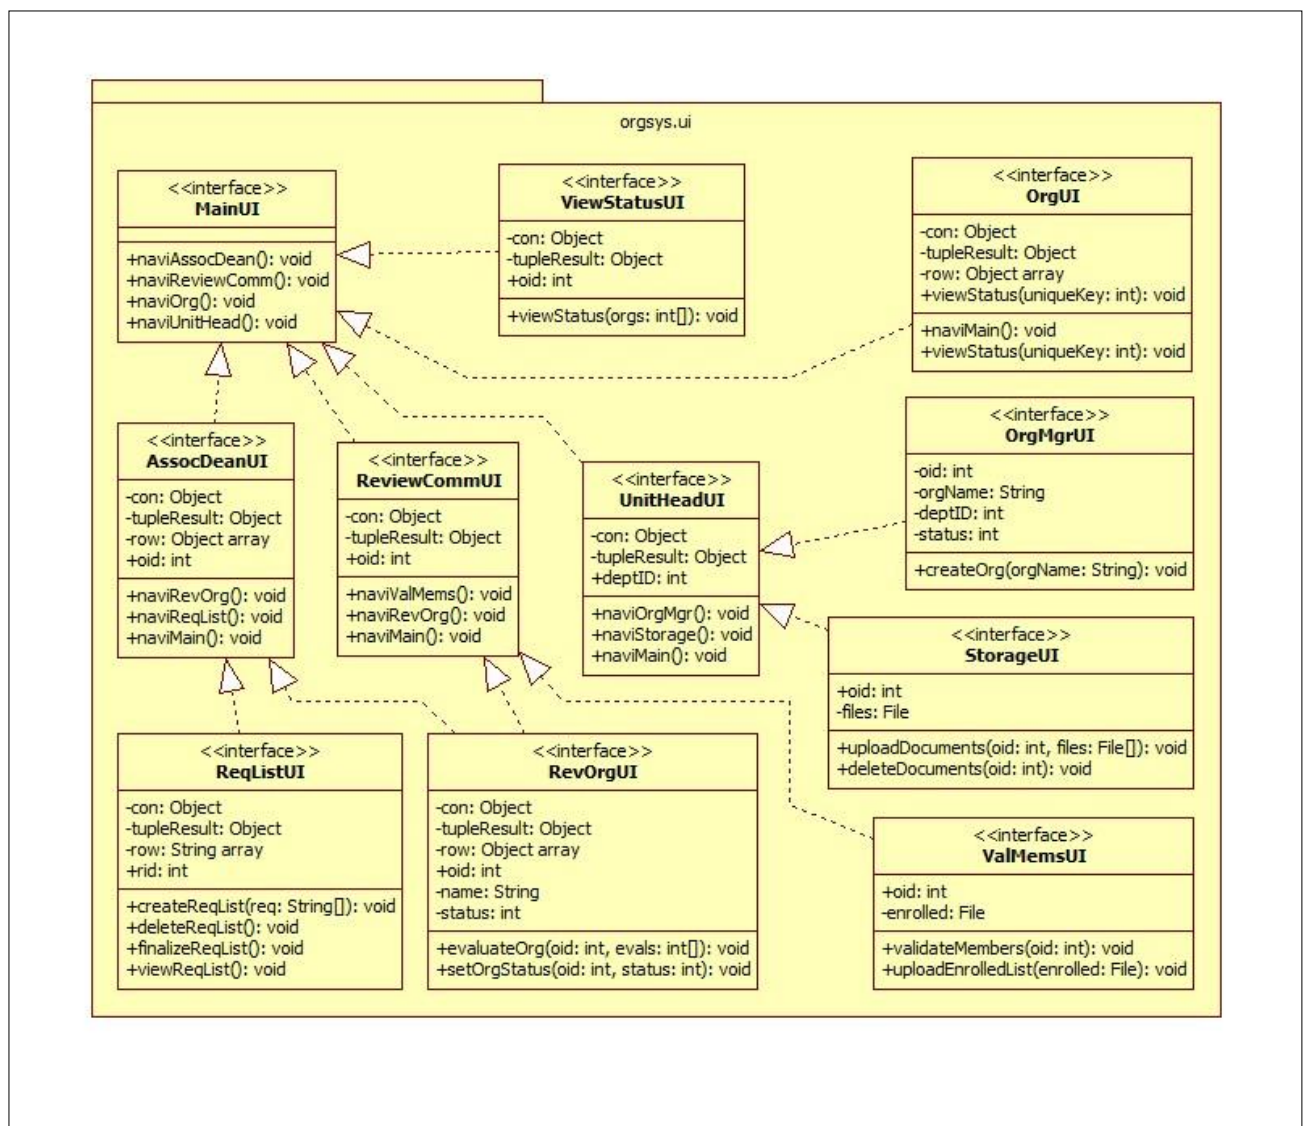 orgsys.ui
<<interface>>
MainUI
+naviAssocDean(): void
+naviReviewComm(): void
+naviOrg(): void
+naviUnitHead(): void
<<interface>>
ViewStatusUI
-con: Object
-tupleResult: Object
+oid: int
+viewStatus(orgs: int[]): void
<<interface>>
OrgUI
-con: Object
-tupleResult: Object
-row: Object array
+viewStatus(uniqueKey: int): void
+naviMain(): void
+viewStatus(uniqueKey: int): void
<<interface>>
AssocDeanUI
-con: Object
-tupleResult: Object
-row: Object array
+oid: int
+naviRevOrg(): void
+naviReqList(): void
+naviMain(): void
<<interface>>
ReviewCommUI
-con: Object
-tupleResult: Object
+oid: int
+naviValMems(): void
+naviRevOrg(): void
+naviMain(): void
<<interface>>
UnitHeadUI
-con: Object
-tupleResult: Object
+deptID: int
+naviOrgMgr(): void
+naviStorage(): void
+naviMain(): void
<<interface>>
OrgMgrUI
-oid: int
-orgName: String
-deptID: int
-status: int
+createOrg(orgName: String): void
<<interface>>
StorageUI
+oid: int
-files: File
+uploadDocuments(oid: int, files: File[]): void
+deleteDocuments(oid: int): void
<<interface>>
ReqListUI
-con: Object
-tupleResult: Object
-row: String array
+rid: int
+createReqList(req: String[]): void
+deleteReqList(): void
+finalizeReqList(): void
+viewReqList(): void
<<interface>>
RevOrgUI
-con: Object
-tupleResult: Object
-row: Object array
+oid: int
-name: String
-status: int
+evaluateOrg(oid: int, evals: int[]): void
+setOrgStatus(oid: int, status: int): void
<<interface>>
ValMemsUI
+oid: int
-enrolled: File
+validateMembers(oid: int): void
+uploadEnrolledList(enrolled: File): void